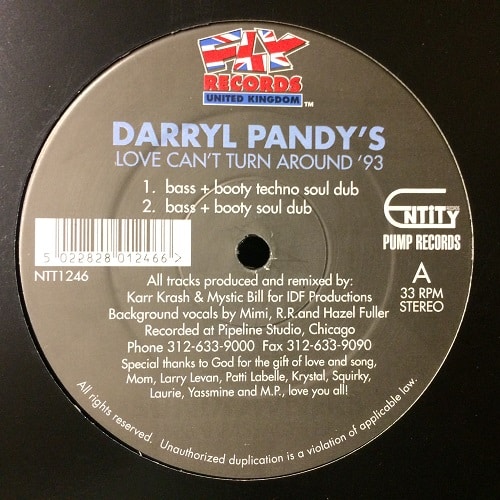 FLY
RECORDS
UNITED KINGDOM
TM
DARRYL PANDY'S
LOVE CAN'T TURN AROUND '93
1. bass + booty techno soul dub
2. bass + booty soul dub
ENTITY
PUMP RECORDS
5 022828 012466 >
NTT1246
A
33 RPM
STEREO
All tracks produced and remixed by:
Karr Krash & Mystic Bill for IDF Productions
Background vocals by Mimi, R.R.and Hazel Fuller
Recorded at Pipeline Studio, Chicago
Phone 312-633-9000 Fax 312-633-9090
Special thanks to God for the gift of love and song,
Mom, Larry Levan, Patti Labelle, Krystal, Squirky,
Laurie, Yassmine and M.P., love you all!
All rights reserved. Unauthorized duplication is a violation of applicable law.